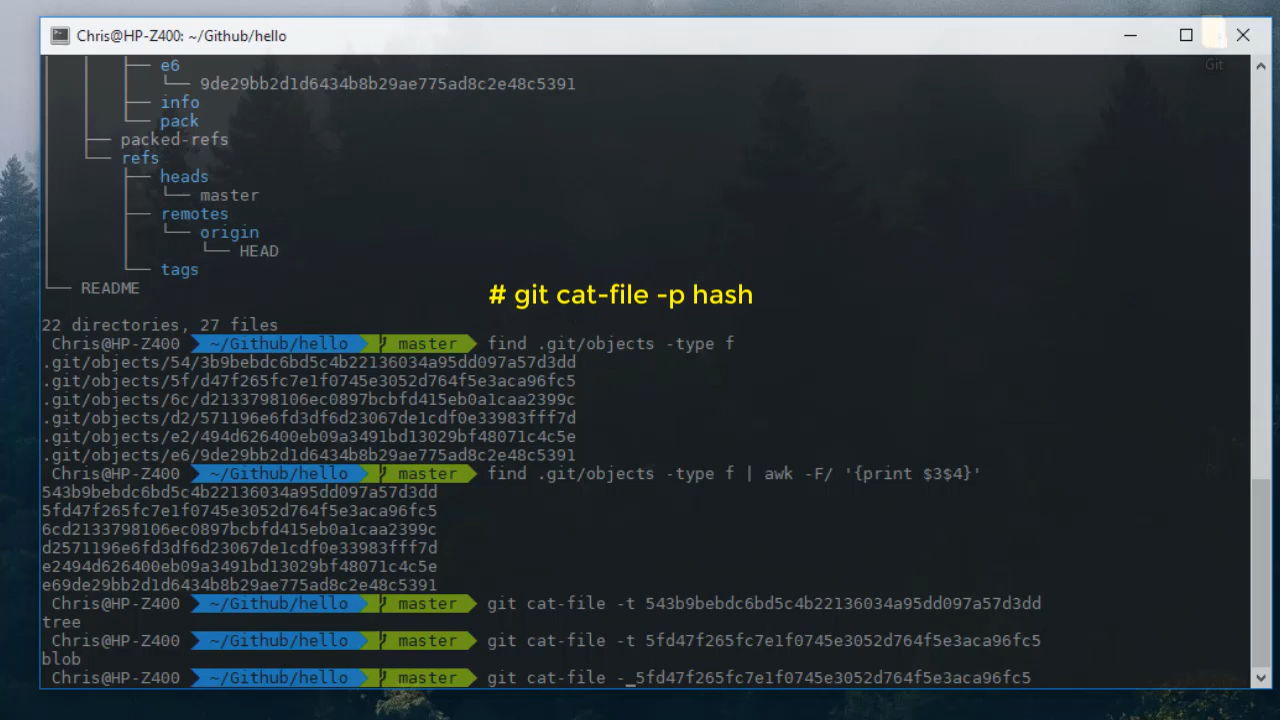 Chris@HP-Z400: ~/Github/hello
Git
├── e6
│   └── 9de29bb2d1d6434b8b29ae775ad8c2e48c5391
├── info
└── pack
├── packed-refs
└── refs
├── heads
│   └── master
├── remotes
│   └── origin
│       └── HEAD
└── tags
└── README
# git cat-file -p hash
22 directories, 27 files
Chris@HP-Z400 ~/Github/hello master find .git/objects -type f
.git/objects/54/3b9bebdc6bd5c4b22136034a95dd097a57d3dd
.git/objects/5f/d47f265fc7e1f0745e3052d764f5e3aca96fc5
.git/objects/6c/d2133798106ec0897bcbfd415eb0a1caa2399c
.git/objects/d2/571196e6fd3df6d23067de1cdf0e33983fff7d
.git/objects/e2/494d626400eb09a3491bd13029bf48071c4c5e
.git/objects/e6/9de29bb2d1d6434b8b29ae775ad8c2e48c5391
Chris@HP-Z400 ~/Github/hello master find .git/objects -type f | awk -F/ '{print $3$4}'
543b9bebdc6bd5c4b22136034a95dd097a57d3dd
5fd47f265fc7e1f0745e3052d764f5e3aca96fc5
6cd2133798106ec0897bcbfd415eb0a1caa2399c
d2571196e6fd3df6d23067de1cdf0e33983fff7d
e2494d626400eb09a3491bd13029bf48071c4c5e
e69de29bb2d1d6434b8b29ae775ad8c2e48c5391
Chris@HP-Z400 ~/Github/hello master git cat-file -t 543b9bebdc6bd5c4b22136034a95dd097a57d3dd
tree
Chris@HP-Z400 ~/Github/hello master git cat-file -t 5fd47f265fc7e1f0745e3052d764f5e3aca96fc5
blob
Chris@HP-Z400 ~/Github/hello master git cat-file -_5fd47f265fc7e1f0745e3052d764f5e3aca96fc5